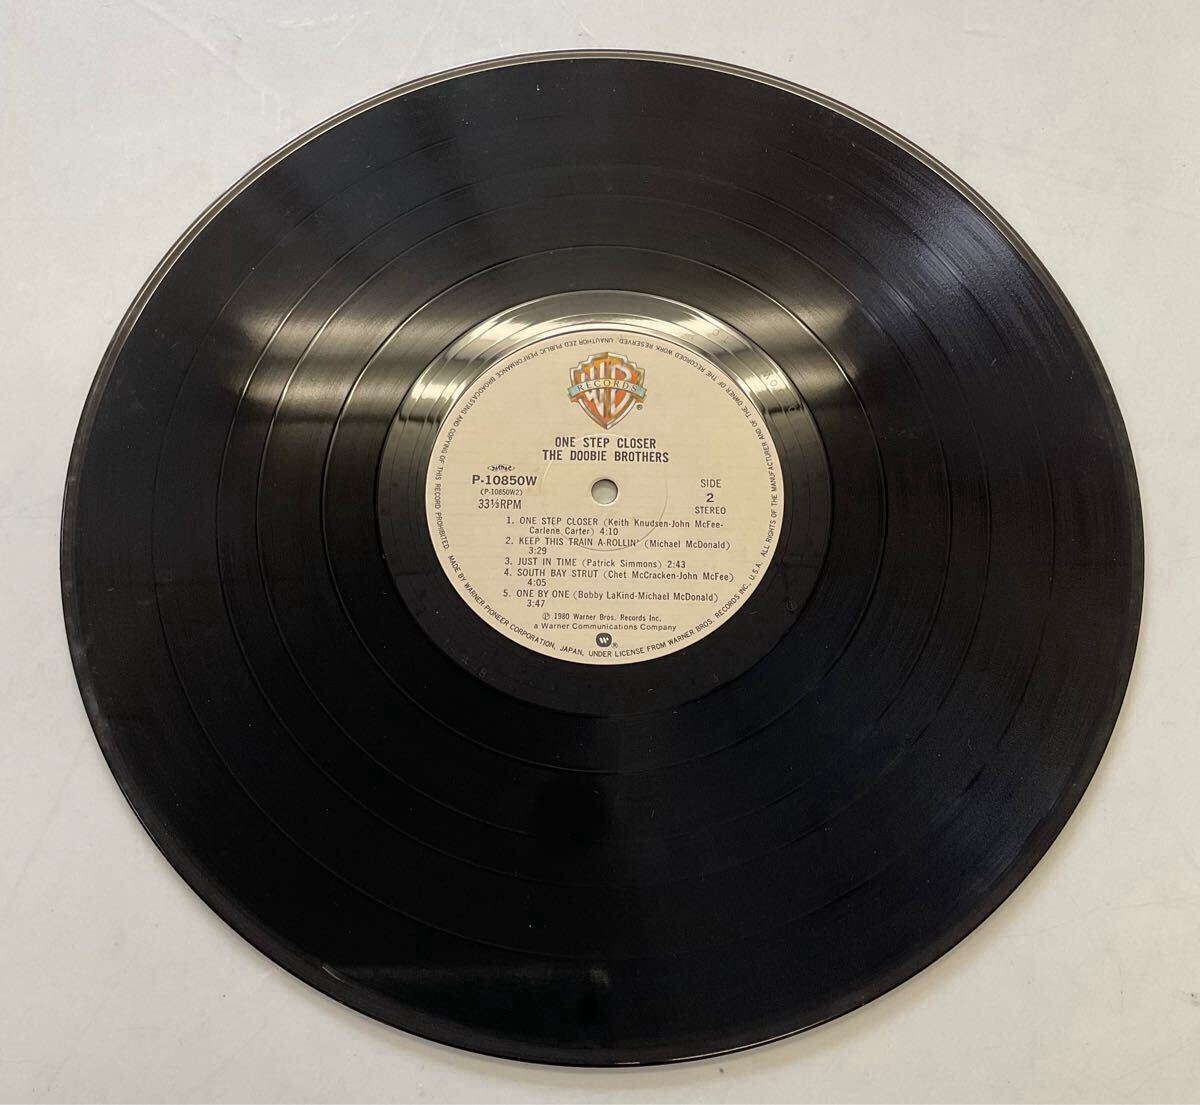 WB
RECORDS
®
ONE STEP CLOSER
THE DOOBIE BROTHERS
P-10850W
(P-10850W2)
33⅓RPM
SIDE
2
STEREO
1. ONE STEP CLOSER (Keith Knudsen-John McFee-
Carlene Carter) 4:10
2. KEEP THIS TRAIN A-ROLLIN' (Michael McDonald)
3:29
3. JUST IN TIME (Patrick Simmons) 2:43
4. SOUTH BAY STRUT (Chet McCracken-John McFee)
4:05
5. ONE BY ONE (Bobby LaKind-Michael McDonald)
3:47
℗ 1980 Warner Bros. Records Inc.
a Warner Communications Company
W®
MADE BY WARNER-PIONEER CORPORATION, JAPAN, UNDER LICENSE FROM WARNER BROS. RECORDS INC., U.S.A. ALL RIGHTS OF THE MANUFACTURER AND OF THE OWNER OF THE RECORDED WORK RESERVED. UNAUTHORIZED PUBLIC PERFORMANCE BROADCASTING AND COPYING OF THIS RECORD PROHIBITED.